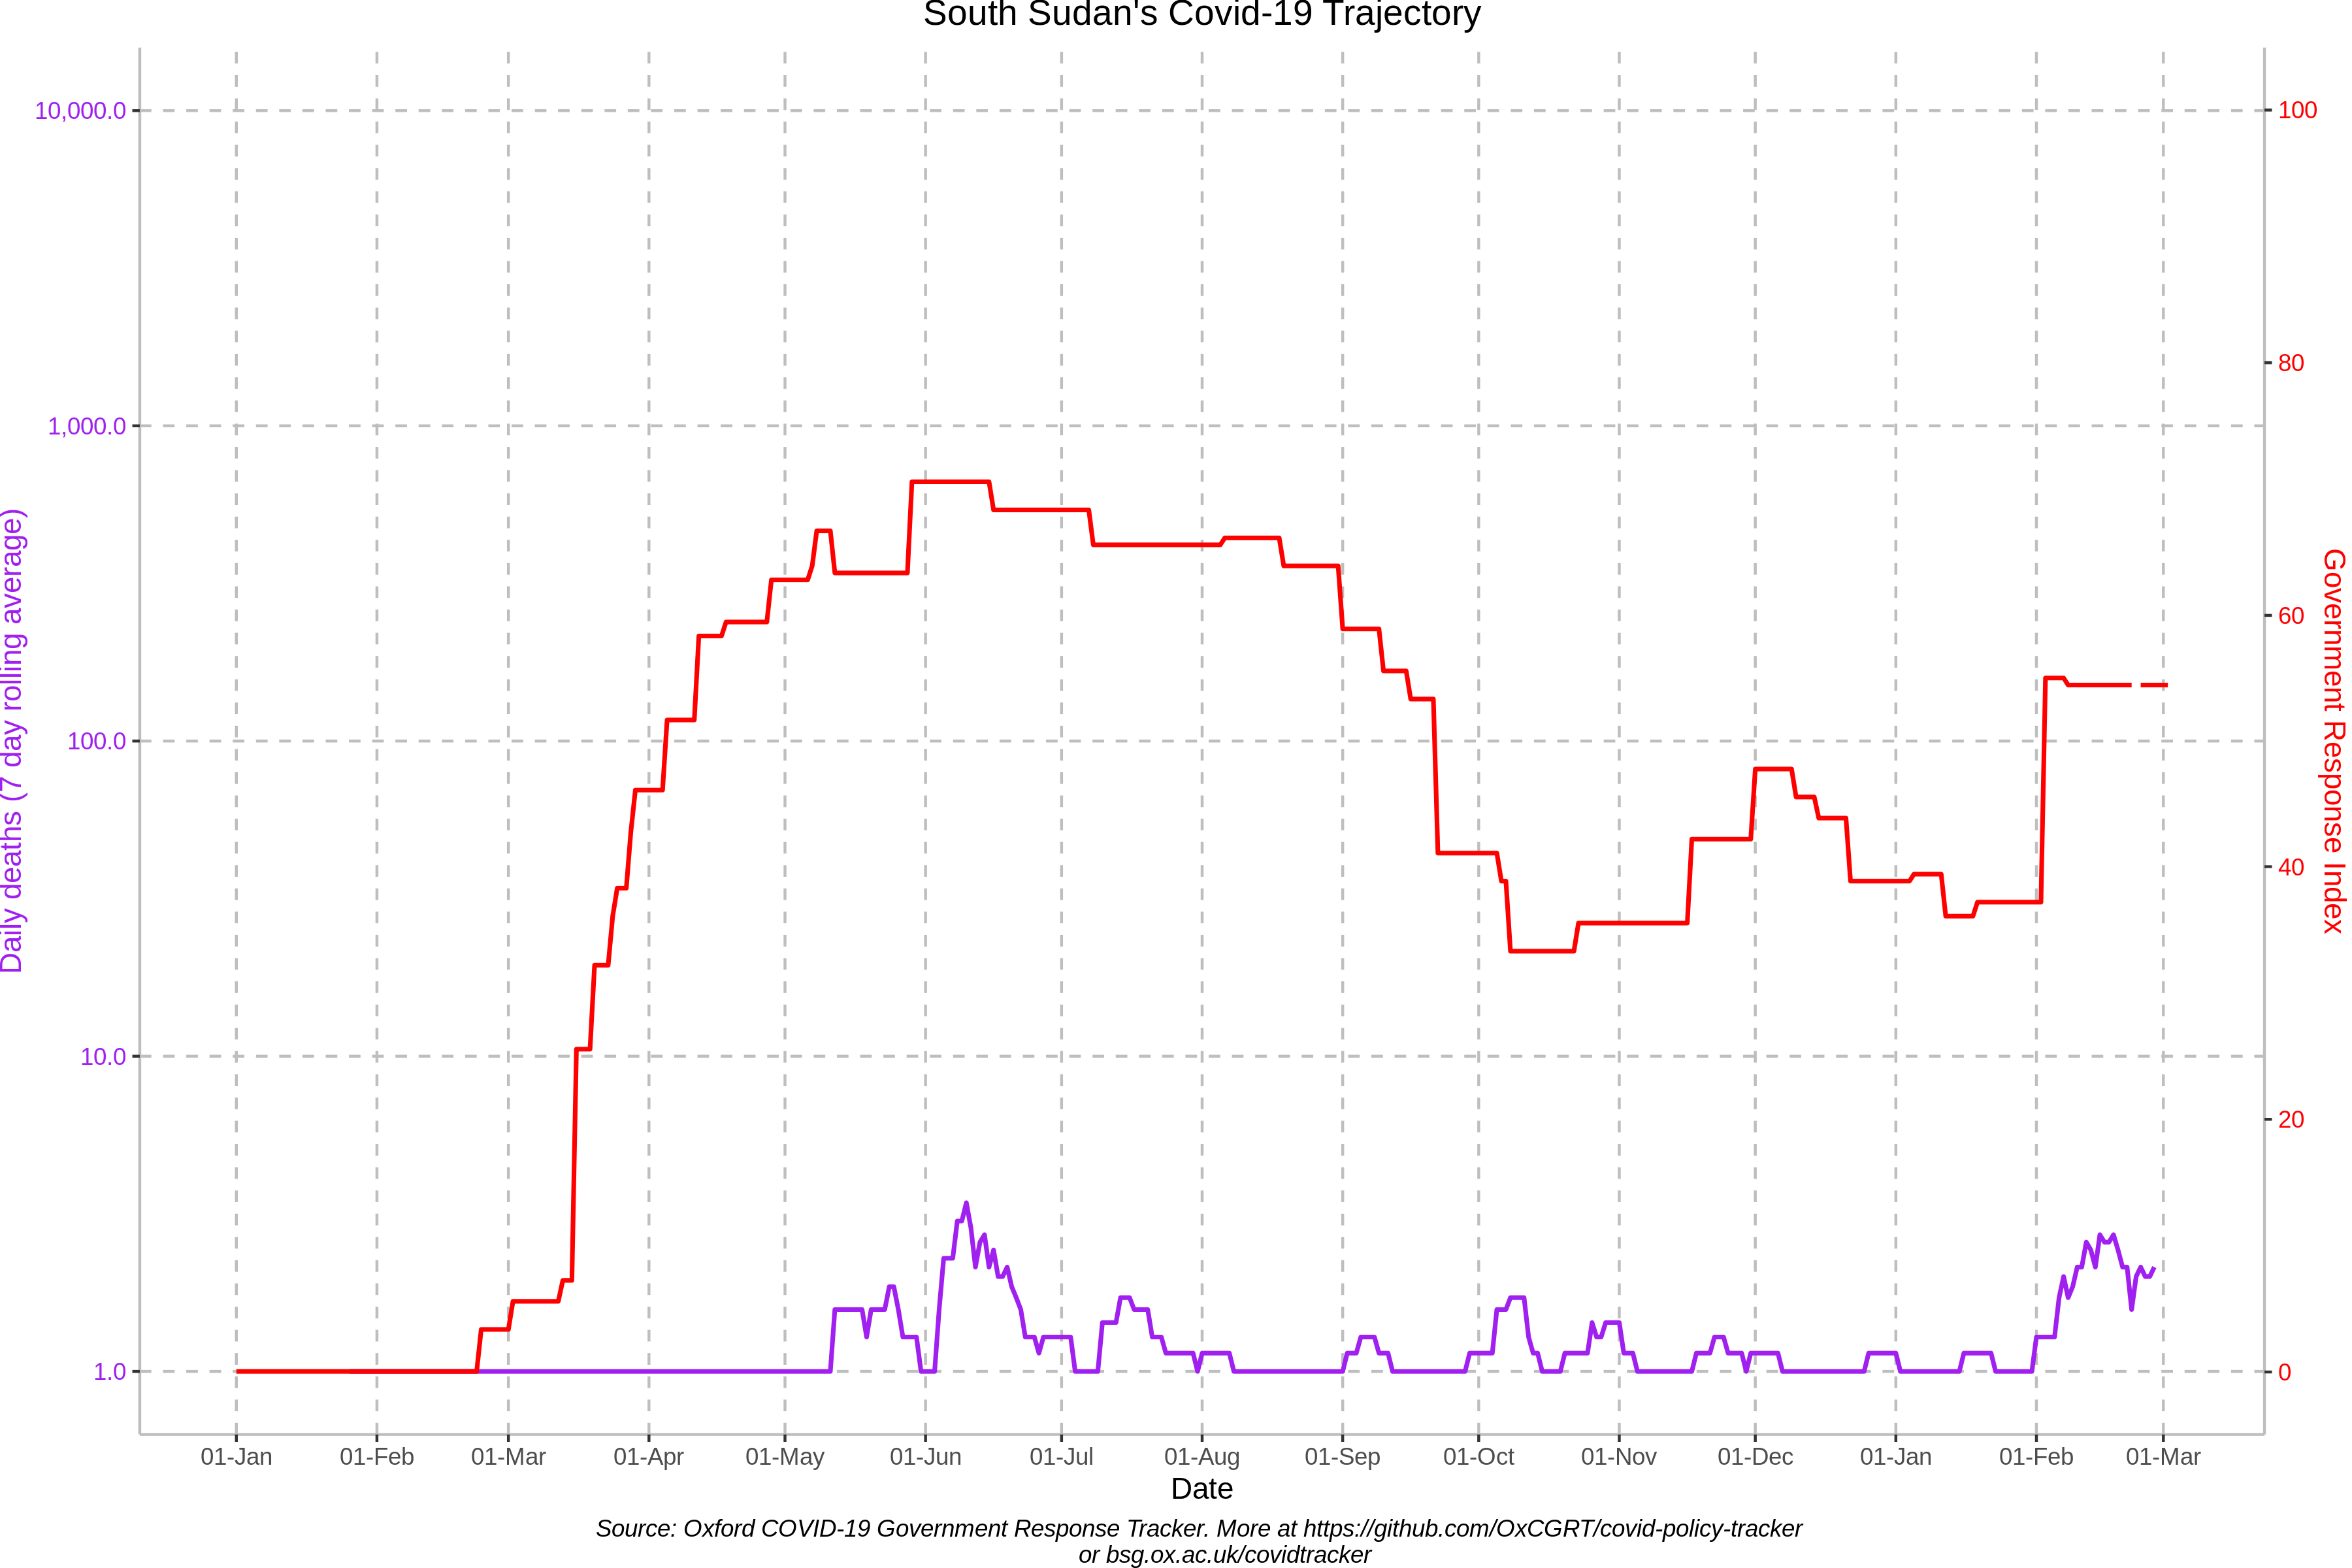 South Sudan's Covid-19 Trajectory
10,000.0
1,000.0
100.0
10.0
1.0
Daily deaths (7 day rolling average)
100
80
60
40
20
0
Government Response Index
01-Jan 01-Feb 01-Mar 01-Apr 01-May 01-Jun 01-Jul 01-Aug 01-Sep 01-Oct 01-Nov 01-Dec 01-Jan 01-Feb 01-Mar
Date
Source: Oxford COVID-19 Government Response Tracker. More at https://github.com/OxCGRT/covid-policy-tracker
or bsg.ox.ac.uk/covidtracker